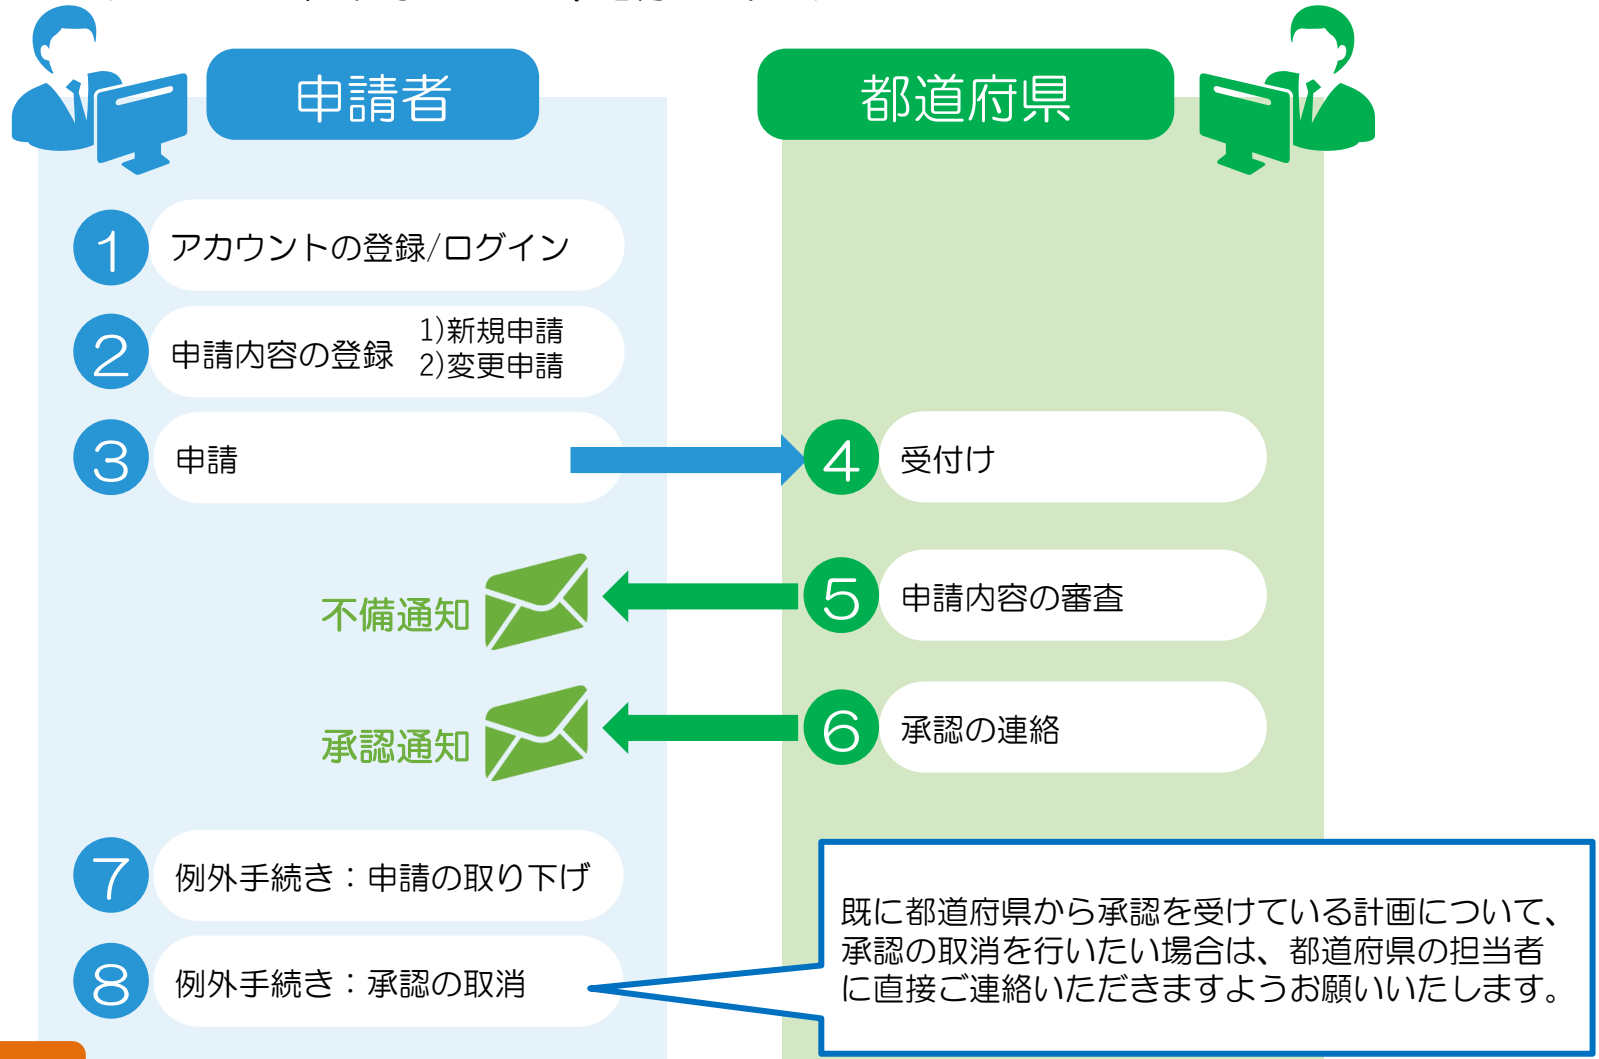 申請者
都道府県
1 アカウントの登録/ログイン
2 申請内容の登録
1)新規申請
2)変更申請
3 申請
4 受付け
不備通知
5 申請内容の審査
承認通知
6 承認の連絡
7 例外手続き：申請の取り下げ
8 例外手続き：承認の取消
既に都道府県から承認を受けている計画について、
承認の取消を行いたい場合は、都道府県の担当者
に直接ご連絡いただきますようお願いいたします。